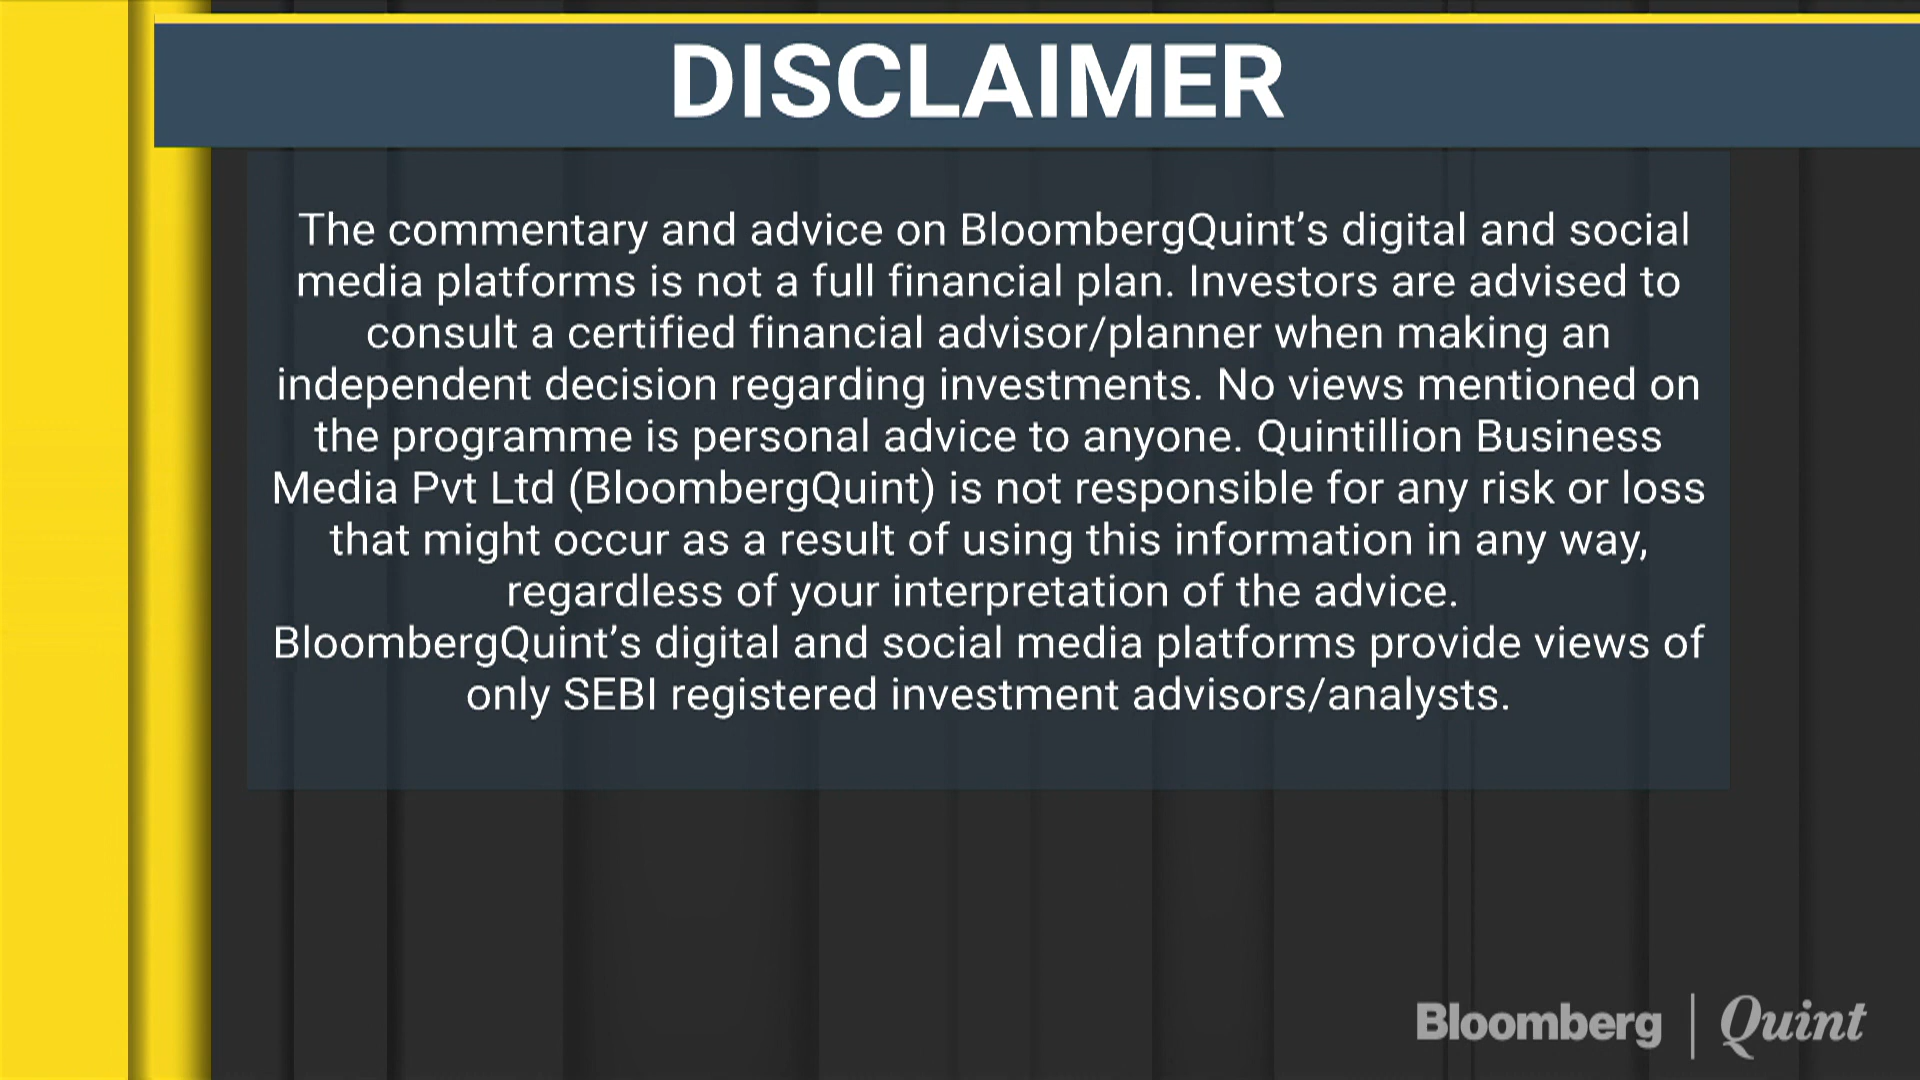 DISCLAIMER
The commentary and advice on BloombergQuint’s digital and social
media platforms is not a full financial plan. Investors are advised to
consult a certified financial advisor/planner when making an
independent decision regarding investments. No views mentioned on
the programme is personal advice to anyone. Quintillion Business
Media Pvt Ltd (BloombergQuint) is not responsible for any risk or loss
that might occur as a result of using this information in any way,
regardless of your interpretation of the advice.
BloombergQuint’s digital and social media platforms provide views of
only SEBI registered investment advisors/analysts.
Bloomberg | Quint